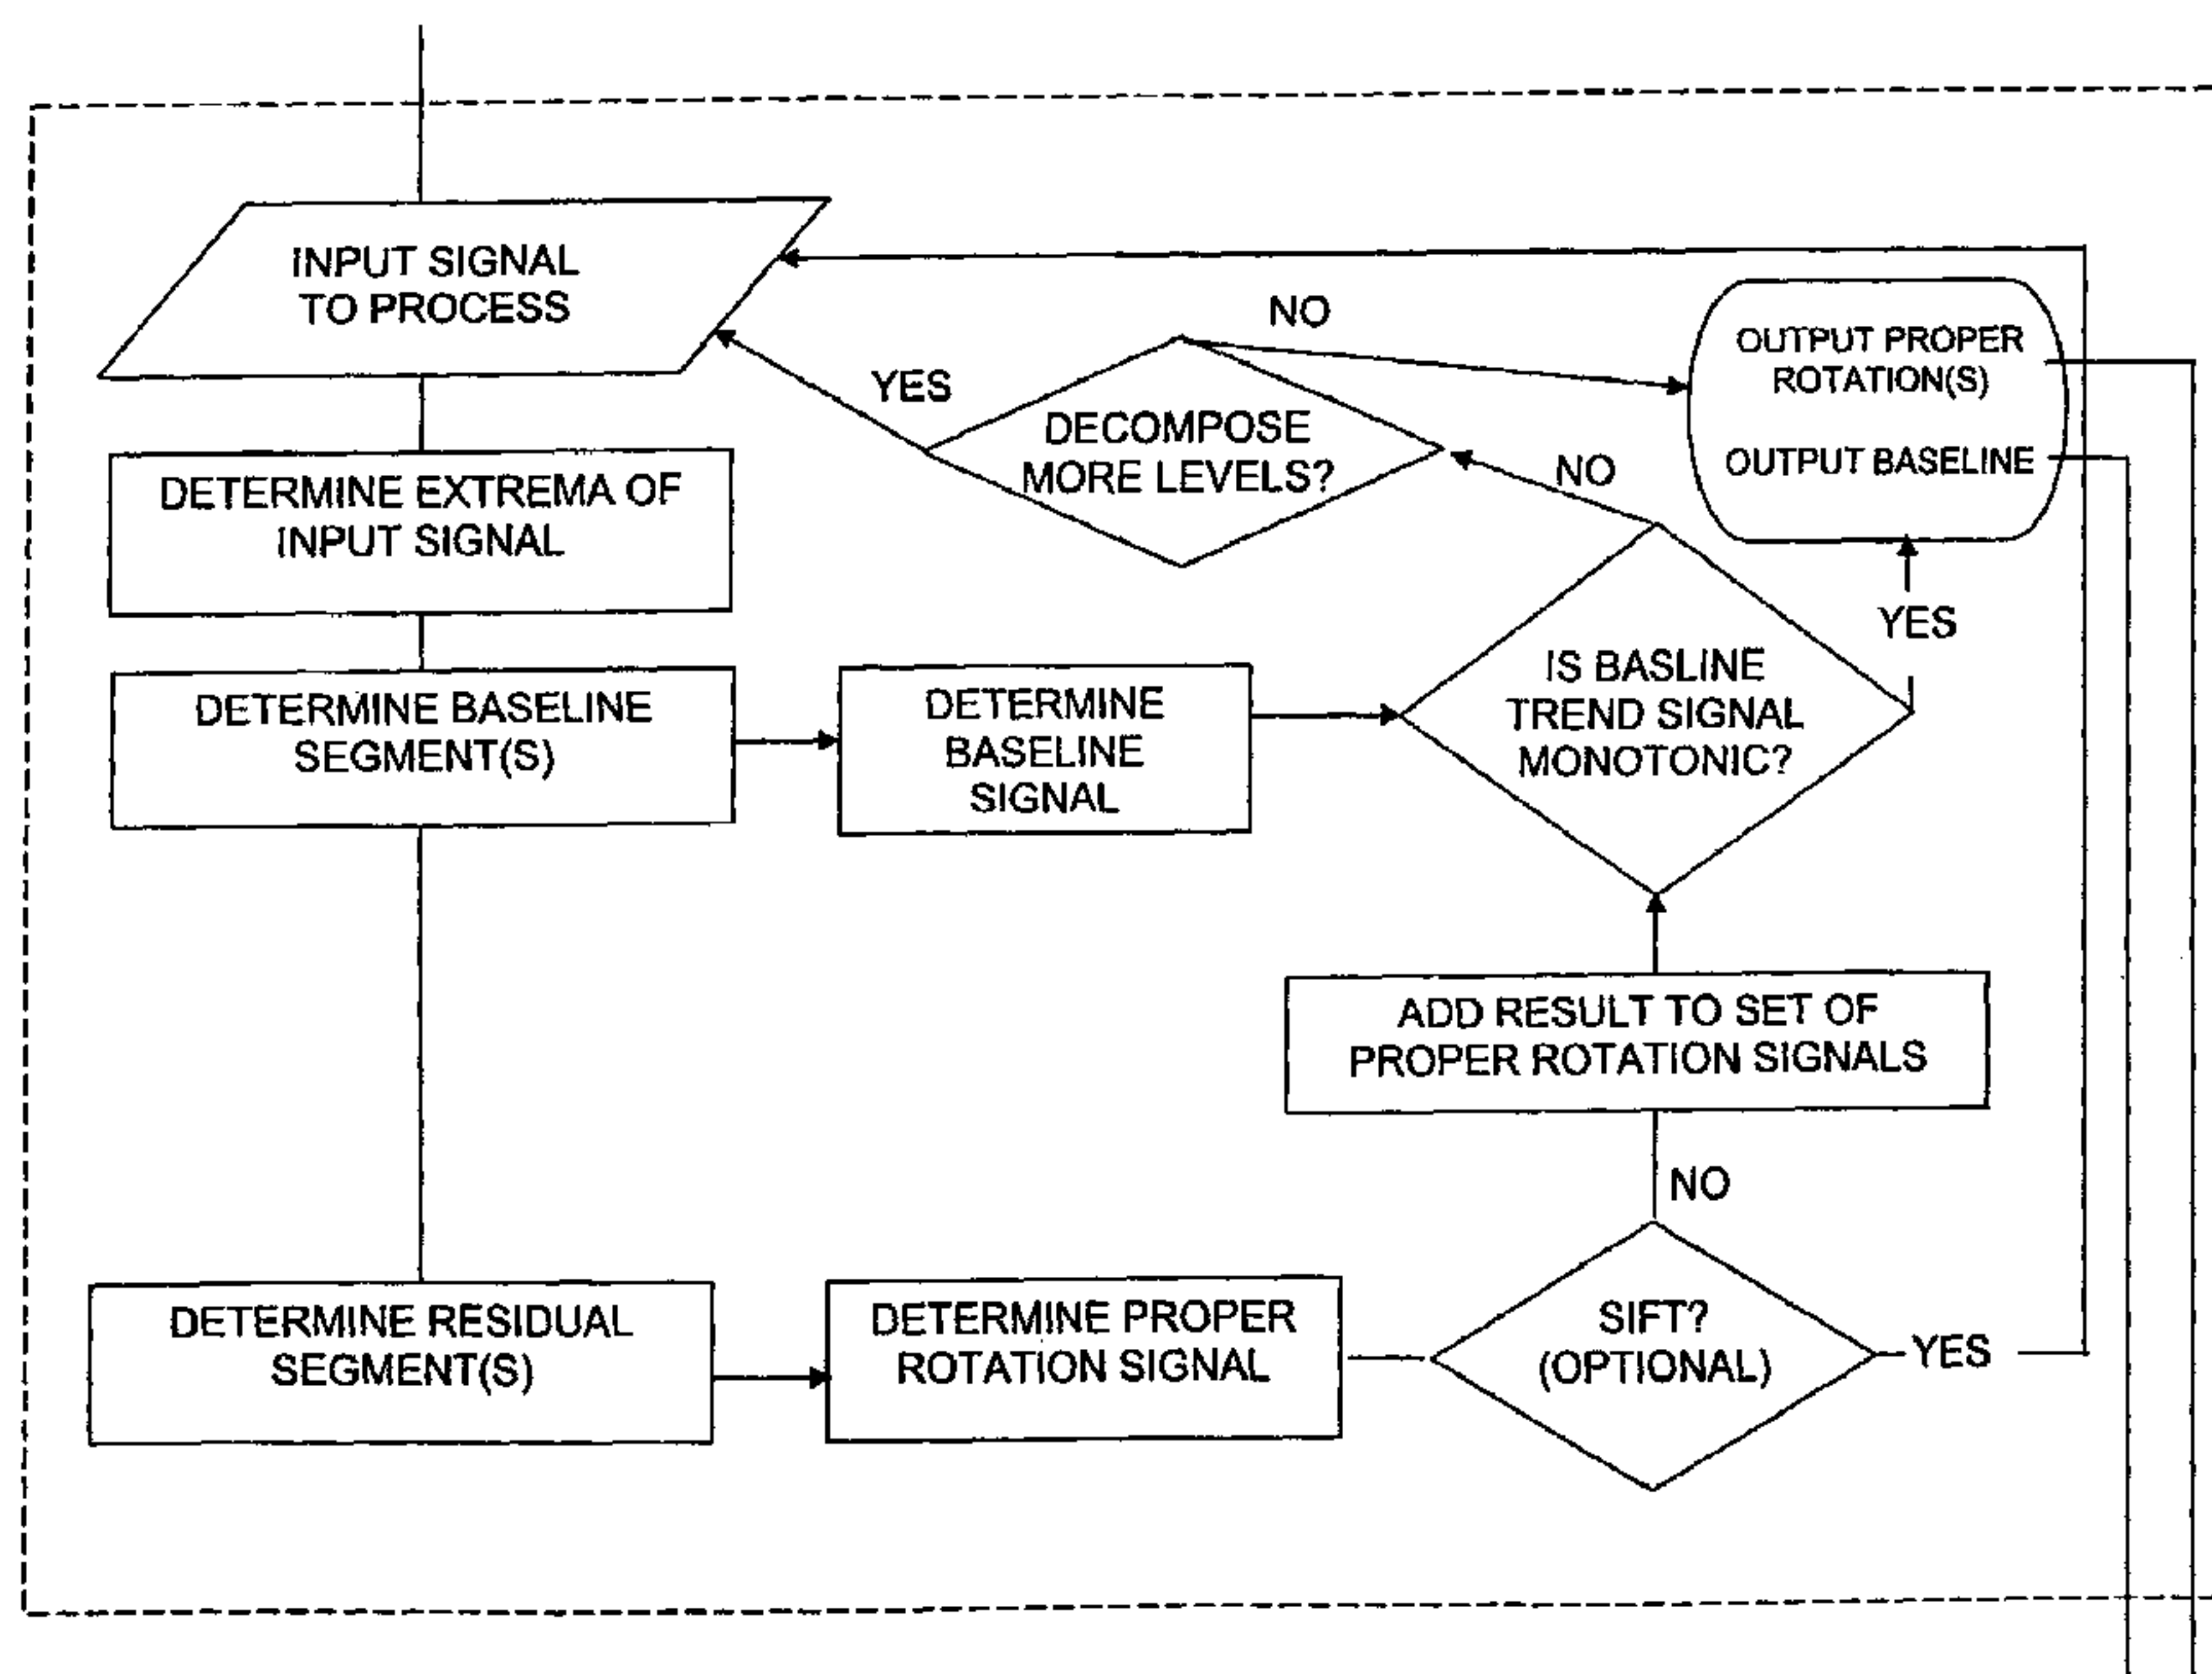 INPUT SIGNAL
TO PROCESS
NO
OUTPUT PROPER
ROTATION(S)
OUTPUT BASELINE
YES
DECOMPOSE
MORE LEVELS?
NO
DETERMINE EXTREMA OF
INPUT SIGNAL
YES
DETERMINE BASELINE
SEGMENT(S)
DETERMINE
BASELINE
SIGNAL
IS BASLINE
TREND SIGNAL
MONOTONIC?
ADD RESULT TO SET OF
PROPER ROTATION SIGNALS
NO
DETERMINE RESIDUAL
SEGMENT(S)
DETERMINE PROPER
ROTATION SIGNAL
SIFT?
(OPTIONAL)
YES